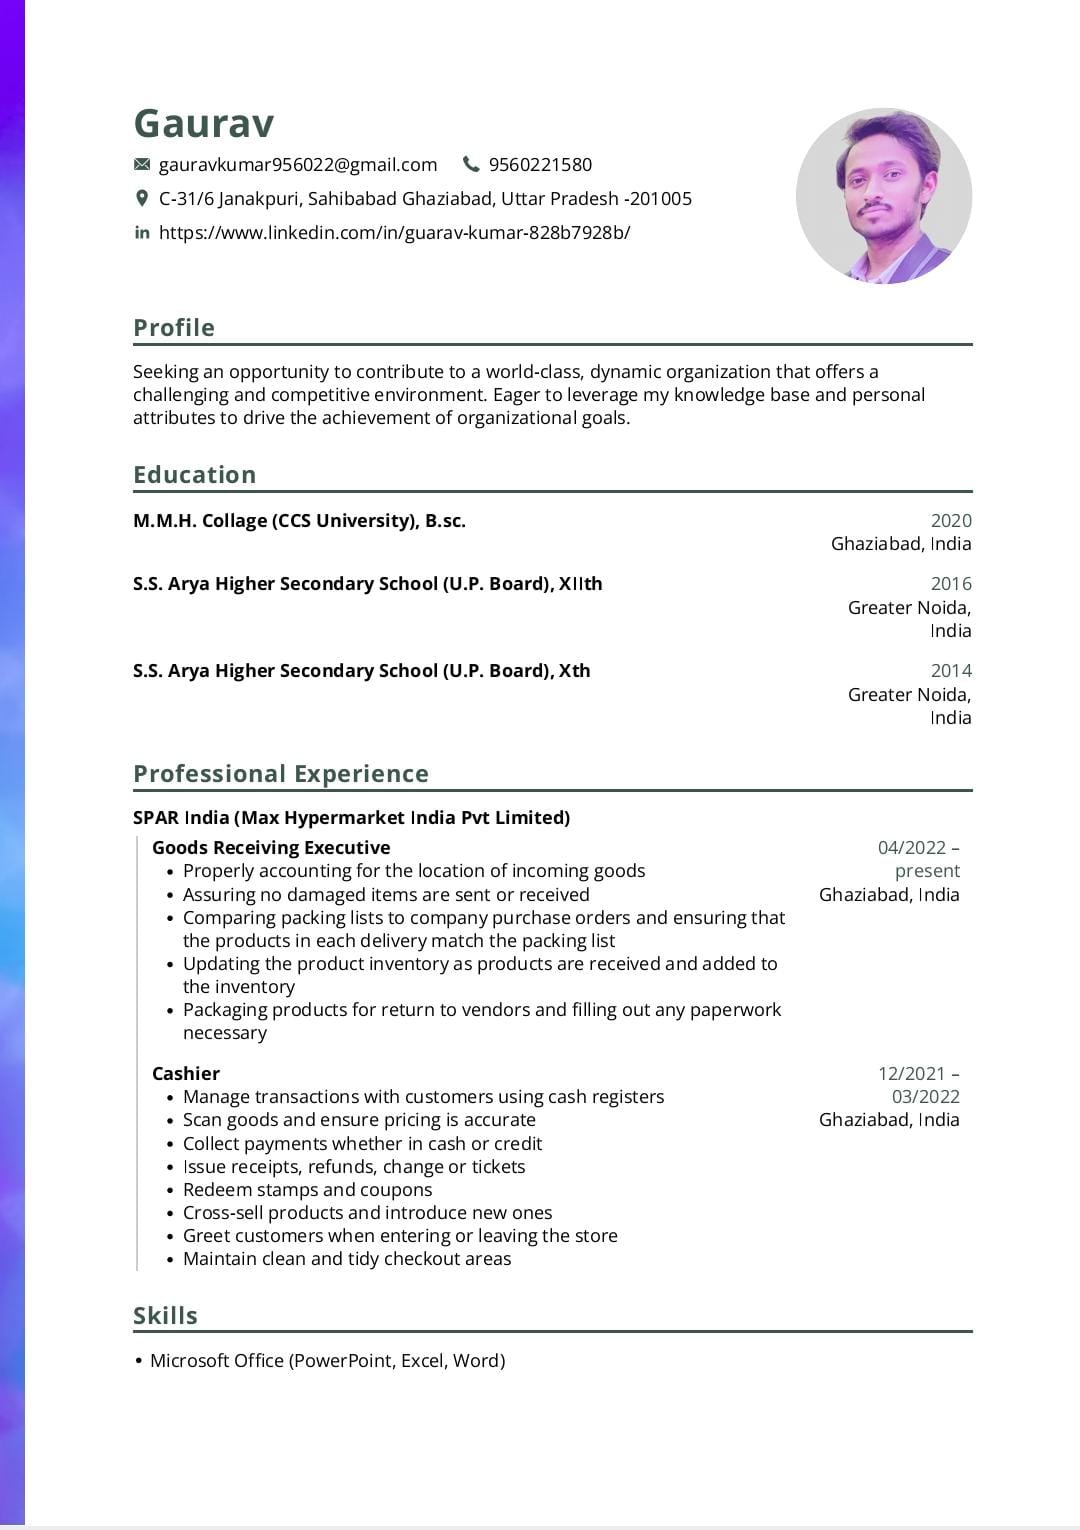 Gaurav
gauravkumar956022@gmail.com 9560221580
C-31/6 Janakpuri, Sahibabad Ghaziabad, Uttar Pradesh -201005
in https://www.linkedin.com/in/guarav-kumar-828b7928b/
Profile
Seeking an opportunity to contribute to a world-class, dynamic organization that offers a
challenging and competitive environment. Eager to leverage my knowledge base and personal
attributes to drive the achievement of organizational goals.
Education
M.M.H. Collage (CCS University), B.sc. 2020
Ghaziabad, India
S.S. Arya Higher Secondary School (U.P. Board), XIIth 2016
Greater Noida,
India
S.S. Arya Higher Secondary School (U.P. Board), Xth 2014
Greater Noida,
India
Professional Experience
SPAR India (Max Hypermarket India Pvt Limited)
Goods Receiving Executive 04/2022 –
• Properly accounting for the location of incoming goods present
• Assuring no damaged items are sent or received Ghaziabad, India
• Comparing packing lists to company purchase orders and ensuring that
the products in each delivery match the packing list
• Updating the product inventory as products are received and added to
the inventory
• Packaging products for return to vendors and filling out any paperwork
necessary
Cashier 12/2021 –
• Manage transactions with customers using cash registers 03/2022
• Scan goods and ensure pricing is accurate Ghaziabad, India
• Collect payments whether in cash or credit
• Issue receipts, refunds, change or tickets
• Redeem stamps and coupons
• Cross-sell products and introduce new ones
• Greet customers when entering or leaving the store
• Maintain clean and tidy checkout areas
Skills
• Microsoft Office (PowerPoint, Excel, Word)